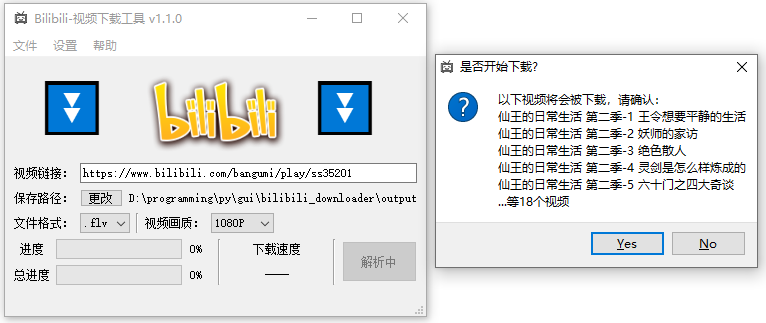 Bilibili-视频下载工具 v1.1.0
文件 设置 帮助
bilibili
视频链接: https://www.bilibili.com/bangumi/play/ss35201
保存路径: 更改 D:\programming\py\gui\bilibili_downloader\output
文件格式: .flv 视频画质: 1080P
进度 0% 下载速度
总进度 0% —— 解析中
是否开始下载?
以下视频将会被下载，请确认：
仙王的日常生活 第二季-1 王令想要平静的生活
仙王的日常生活 第二季-2 妖师的家访
仙王的日常生活 第二季-3 绝色散人
仙王的日常生活 第二季-4 灵剑是怎么样炼成的
仙王的日常生活 第二季-5 六十门之四大奇谈
...等18个视频
Yes No